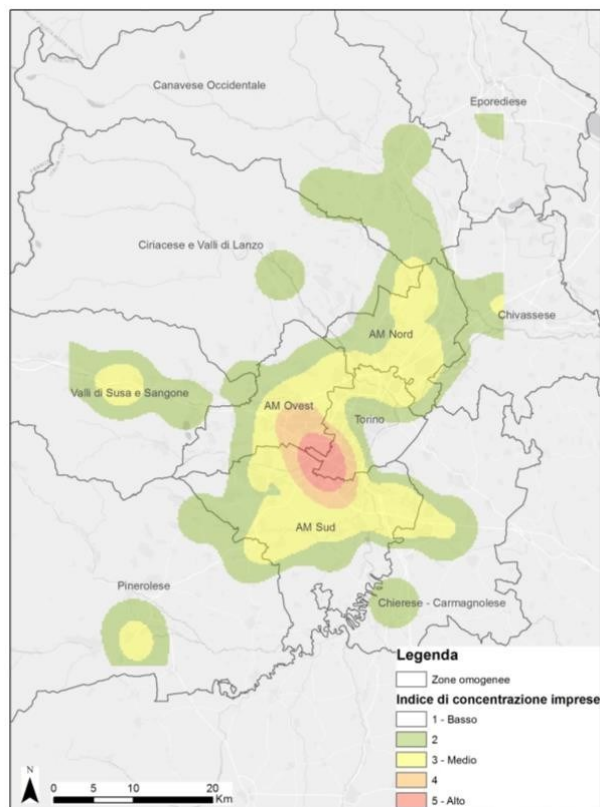 Canavese Occidentale
Eporediese
Ciriacese e Valli di Lanzo
Chivassese
AM Nord
Valli di Susa e Sangone
AM Ovest
Torino
AM Sud
Pinerolese
Chierese - Carmagnolese
Legenda
Zone omogenee
Indice di concentrazione imprese
1 - Basso
2
3 - Medio
4
5 - Alto
N
0 5 10 20
Km